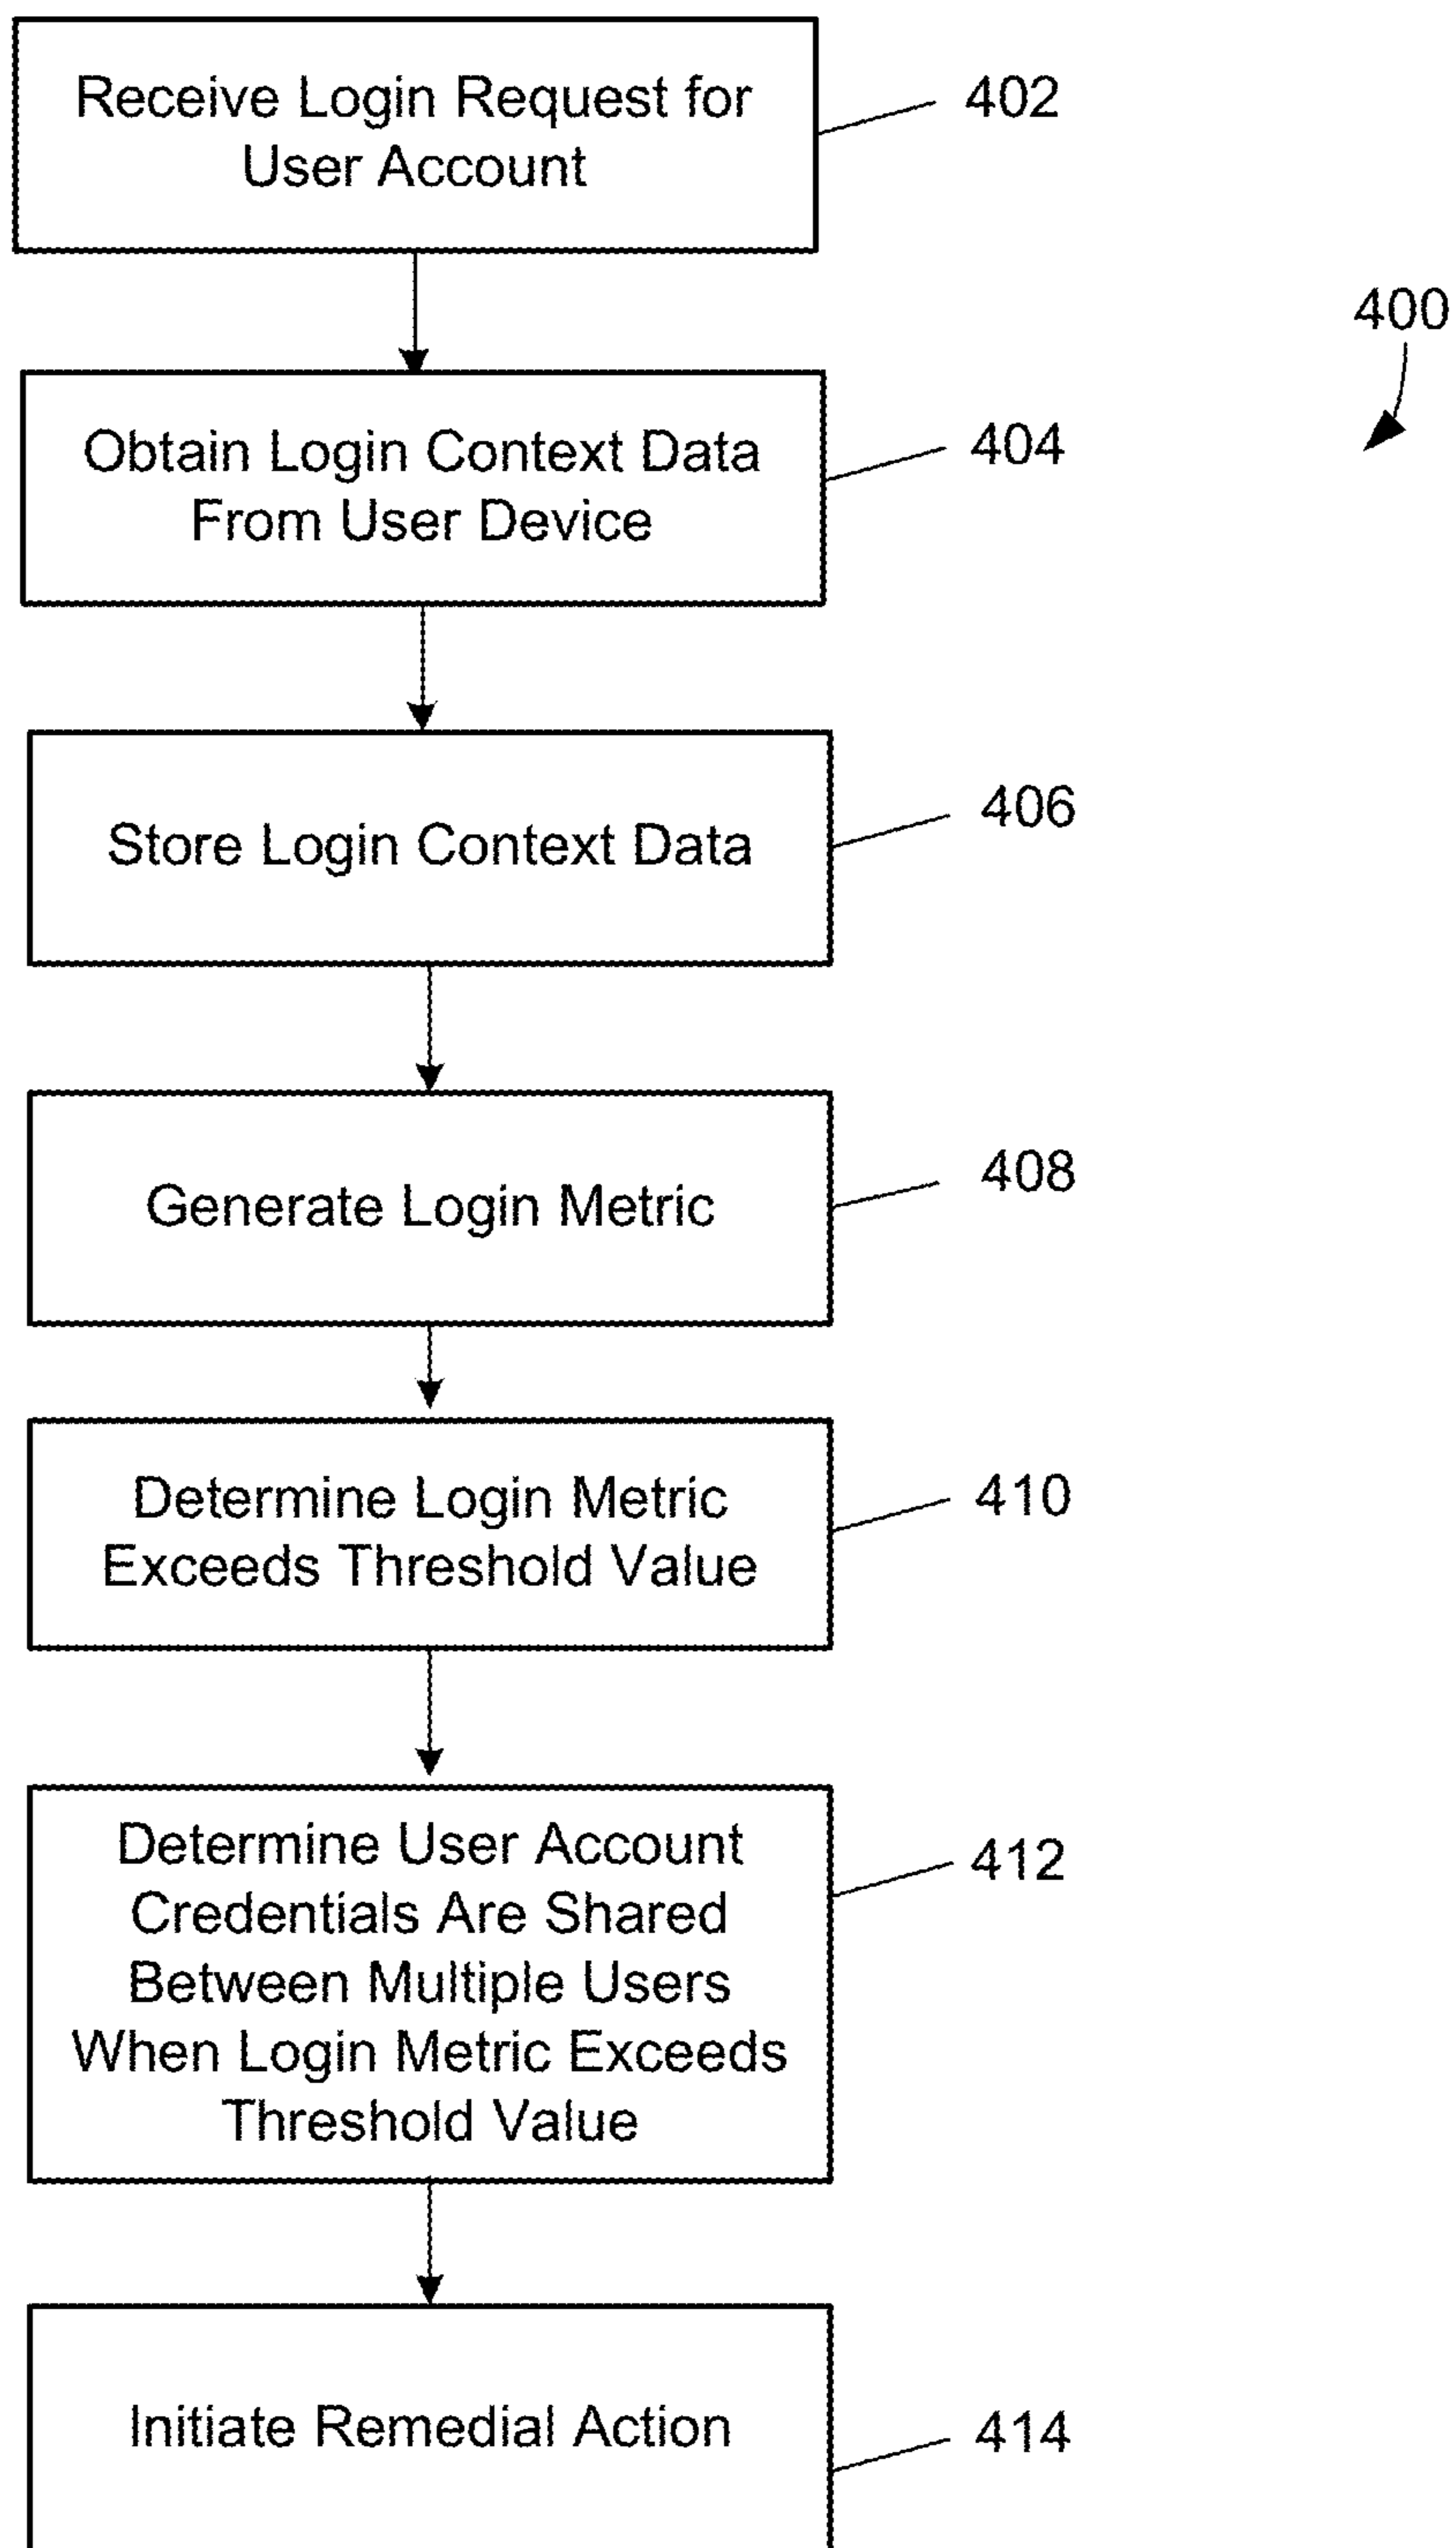 Receive Login Request for
User Account
402
400
Obtain Login Context Data
From User Device
404
Store Login Context Data
406
Generate Login Metric
408
Determine Login Metric
Exceeds Threshold Value
410
Determine User Account
Credentials Are Shared
Between Multiple Users
When Login Metric Exceeds
Threshold Value
412
Initiate Remedial Action
414